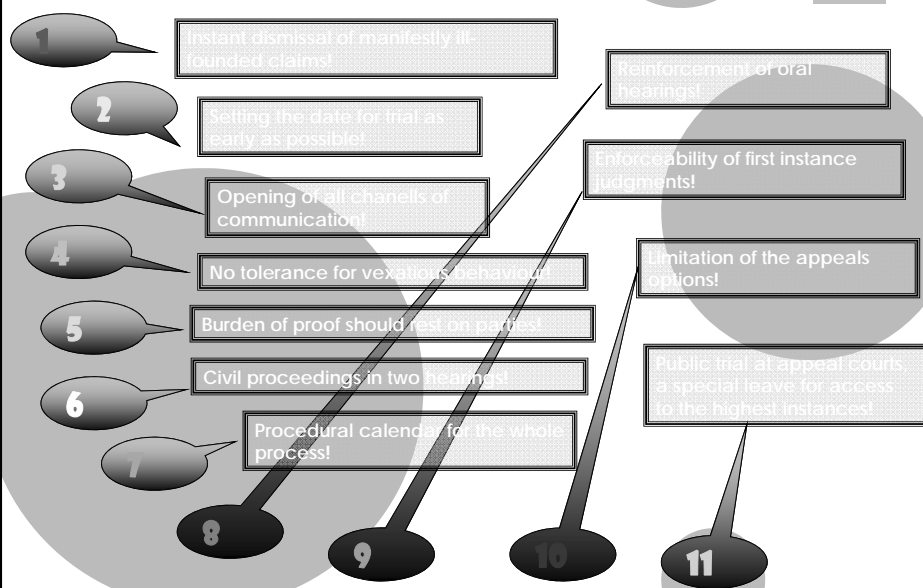 1
Instant dismissal of manifestly ill-
founded claims!
2
Setting the date for trial as
early as possible!
3
Opening of all chanells of
communication!
4
No tolerance for vexatious behaviour!
5
Burden of proof should rest on parties!
6
Civil proceedings in two hearings!
7
Procedural calendar for the whole
process!
8
Reinforcement of oral
hearings!
9
Enforceability of first instance
judgments!
10
Limitation of the appeals
options!
11
Public trial at appeal courts,
a special leave for access
to the highest instances!